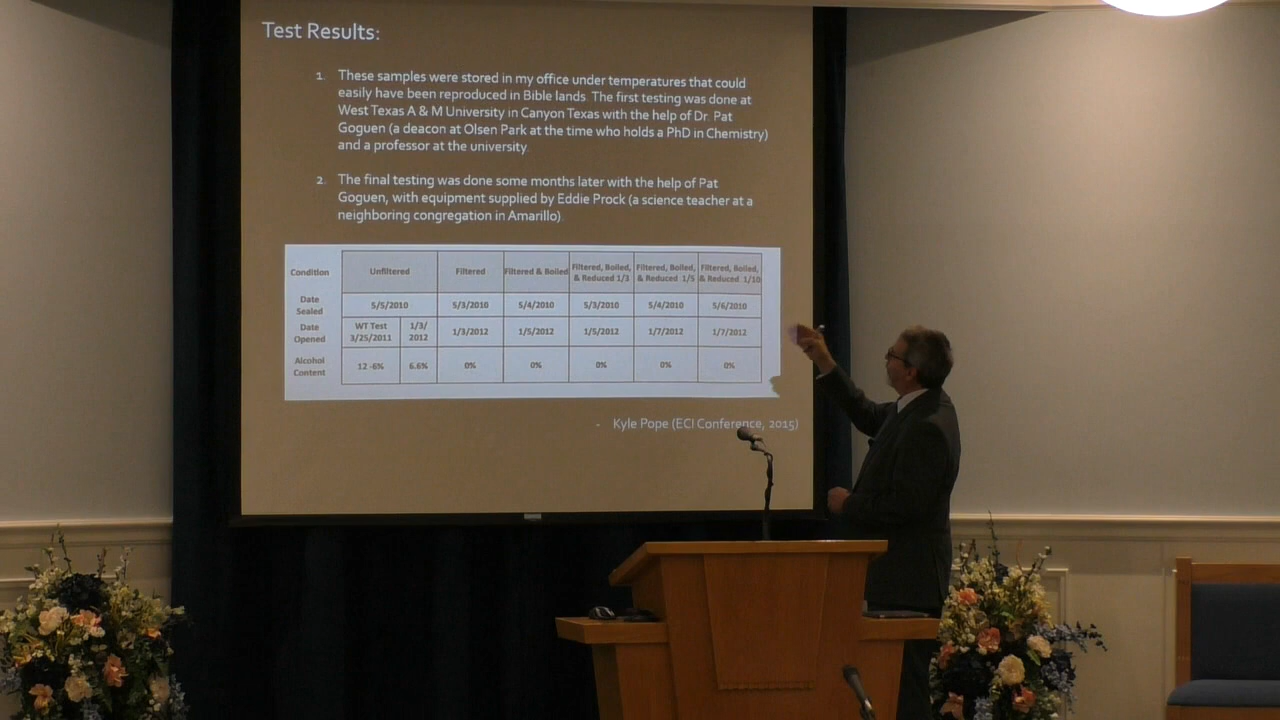 Test Results:
1. These samples were stored in my office under temperatures that could
easily have been reproduced in Bible lands. The first testing was done at
West Texas A & M University in Canyon Texas with the help of Dr. Pat
Goguen (a deacon at Olsen Park at the time who holds a PhD in Chemistry)
and a professor at the university.
2. The final testing was done some months later with the help of Pat
Goguen, with equipment supplied by Eddie Prock (a science teacher at a
neighboring congregation in Amarillo).
Condition Unfiltered Filtered Filtered & Boiled Filtered, Boiled, & Reduced 1/3 Filtered, Boiled, & Reduced 1/5 Filtered, Boiled, & Reduced 1/10
Date Sealed 5/5/2010 5/3/2010 5/4/2010 5/3/2010 5/4/2010 5/6/2010
Date Opened WT Test 3/25/2011 1/3/2012 1/3/2012 1/5/2012 1/5/2012 1/7/2012 1/7/2012
Alcohol Content 12 -6% 6.6% 0% 0% 0% 0% 0%
- Kyle Pope (ECI Conference, 2015)